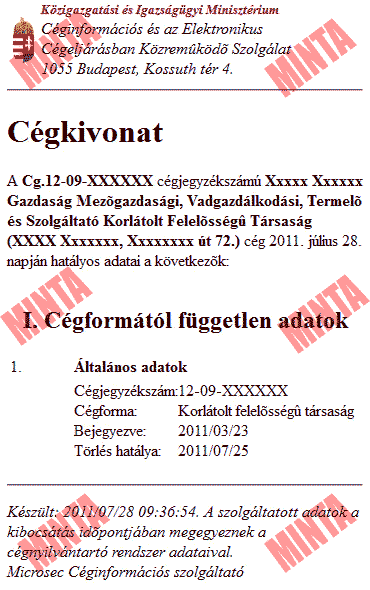 Közigazgatási és Igazságügyi Minisztérium
Céginformációs és az Elektronikus
Cégeljárásban Közremûködõ Szolgálat
1055 Budapest, Kossuth tér 4.
MINTA
MINTA
Cégkivonat
A Cg.12-09-XXXXXX cégjegyzékszámú Xxxxx Xxxxxx
Gazdaság Mezõgazdasági, Vadgazdálkodási, Termelõ
és Szolgáltató Korlátolt Felelõsségû Társaság
(XXXX Xxxxxxx, Xxxxxxxx út 72.) cég 2011. július 28.
napján hatályos adatai a következõk:
MINTA
MINTA
I. Cégformától független adatok
1. Általános adatok
Cégjegyzékszám:12-09-XXXXXX
Cégforma: Korlátolt felelõsségû társaság
Bejegyezve: 2011/03/23
Törlés hatálya: 2011/07/25
Készült: 2011/07/28 09:36:54. A szolgáltatott adatok a
kibocsátás idõpontjában megegyeznek a
cégnyilvántartó rendszer adataival.
Microsec Céginformációs szolgáltató
MINTA
MINTA